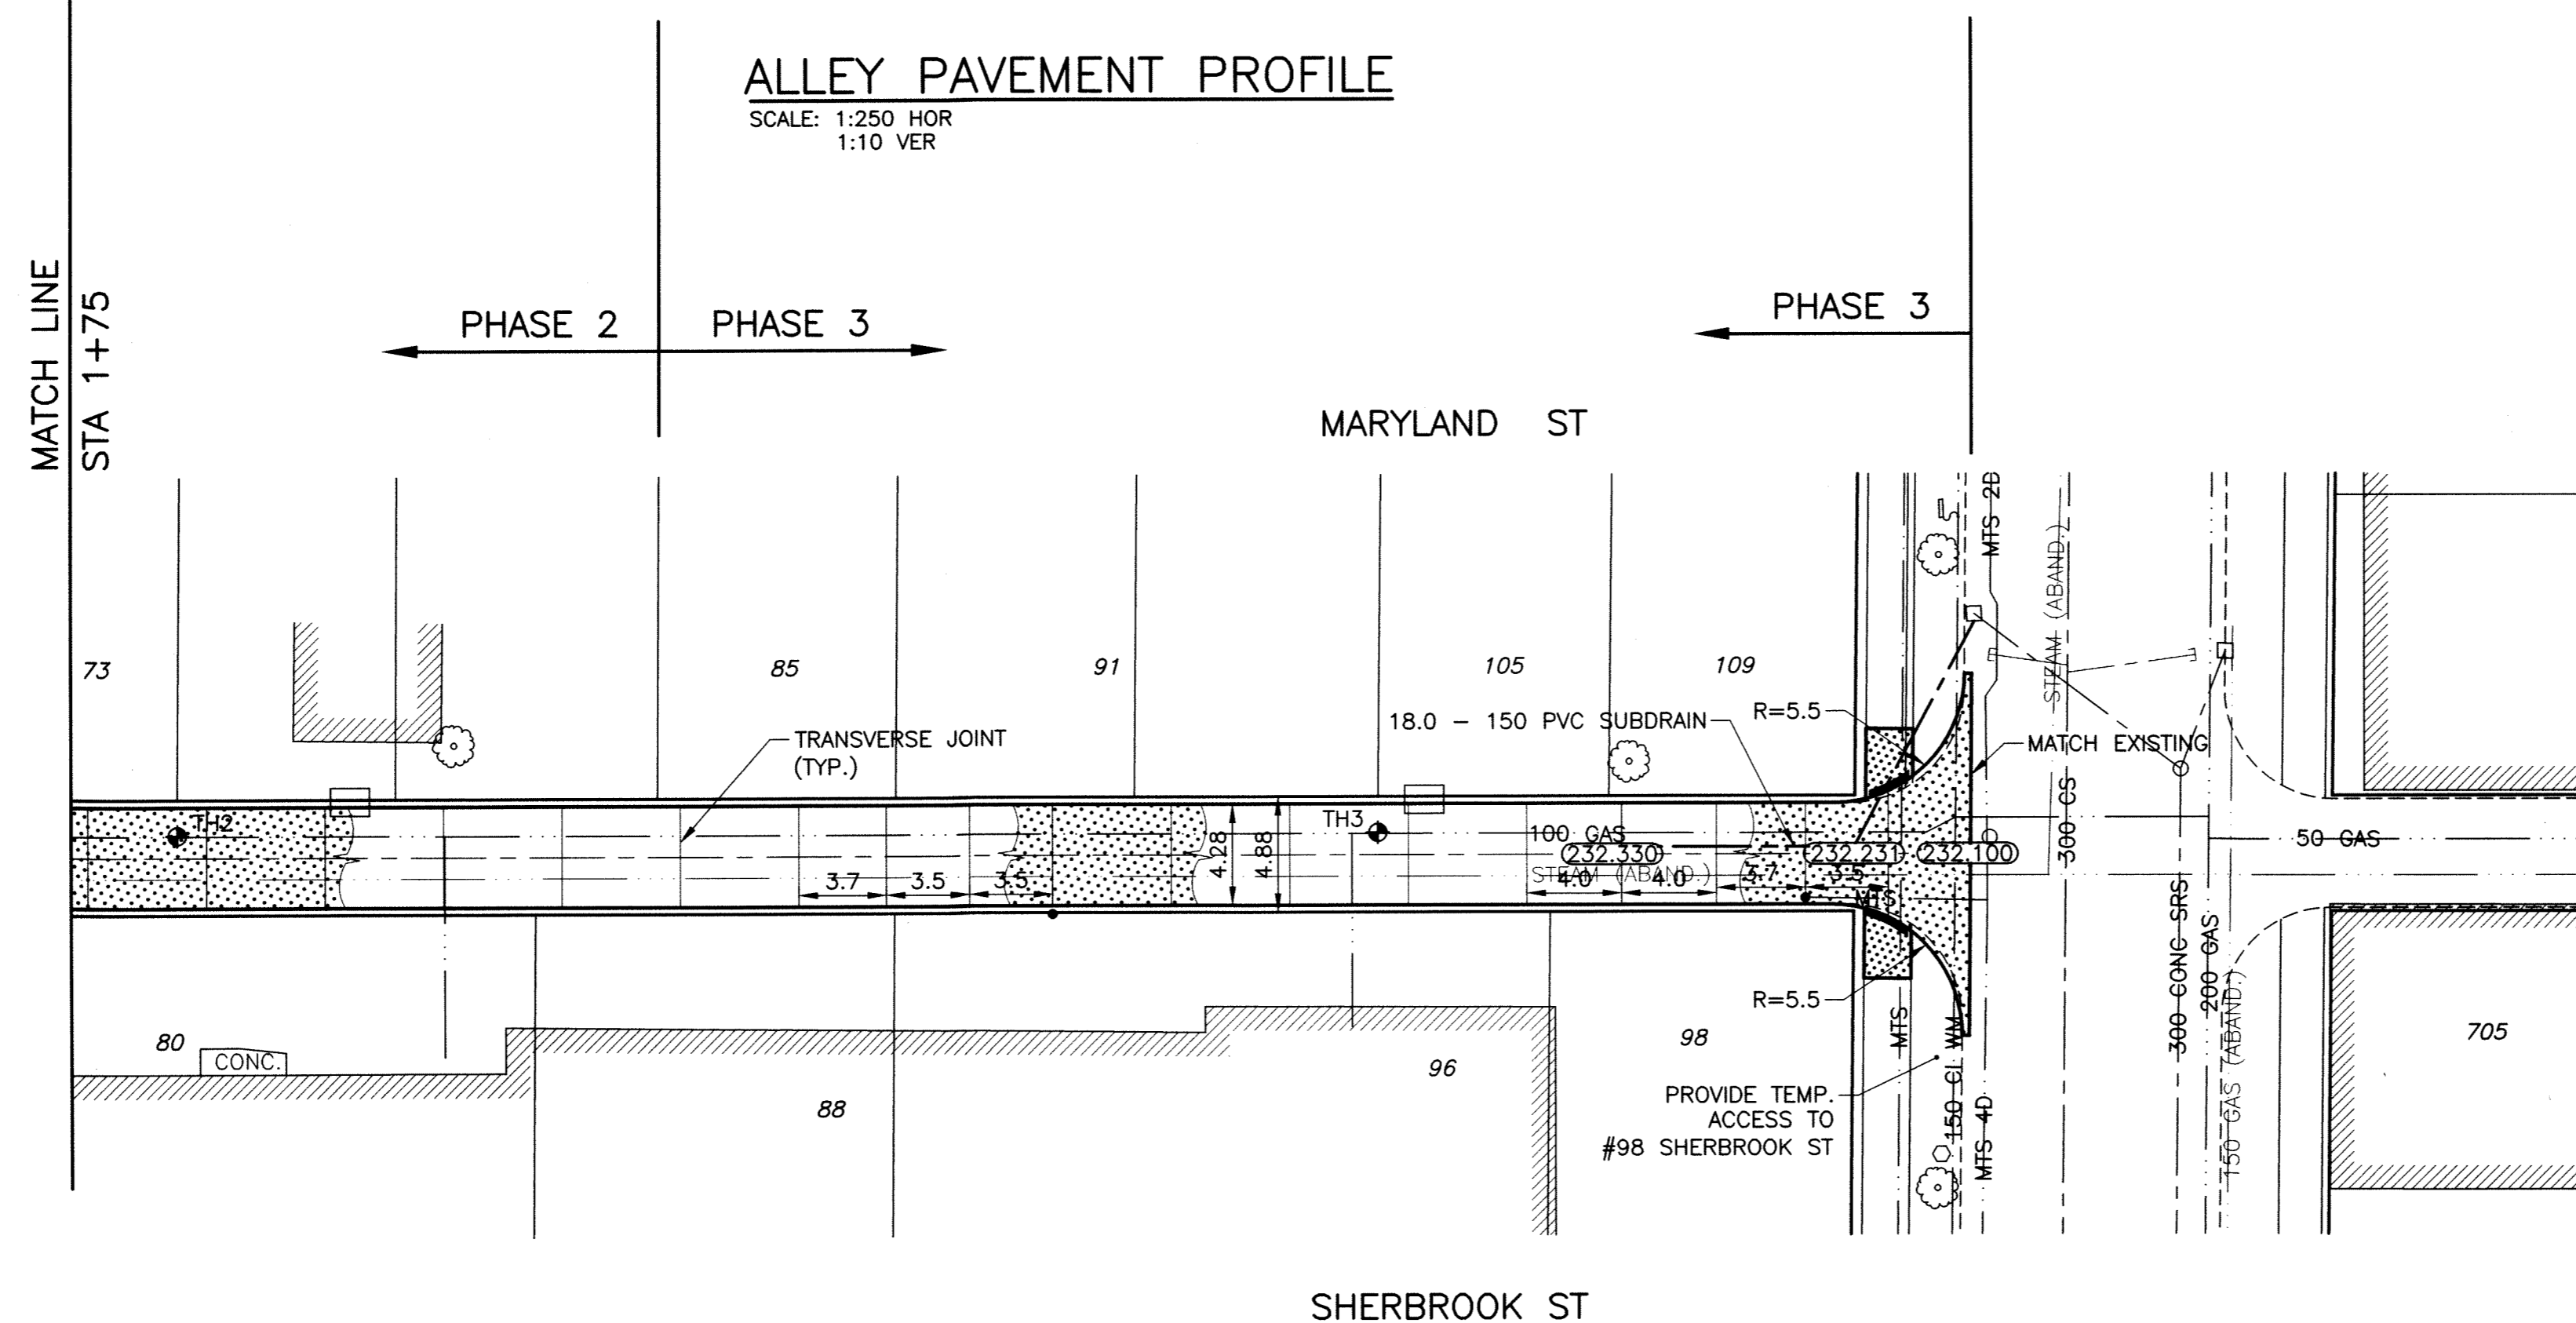 ALLEY PAVEMENT PROFILE
SCALE: 1:250 HOR
1:10 VER
MATCH LINE
STA 1+75
PHASE 2
PHASE 3
PHASE 3
MARYLAND ST
MTS 2D
STEAM (ABAND.)
73
85
91
105
109
18.0 – 150 PVC SUBDRAIN
R=5.5
TRANSVERSE JOINT
(TYP.)
MATCH EXISTING
300 CS
TH2
TH3
4.28
4.88
100 GAS
232.330
232.231
232.100
50 GAS
STEAM (ABAND.)
3.7
3.5
3.5
4.0
4.0
3.7
3.5
MTS
R=5.5
300 CONC SRS
200 GAS
150 GAS (ABAND.)
MTS
150 CI WM
MTS 4D
80
CONC.
88
96
98
705
PROVIDE TEMP.
ACCESS TO
#98 SHERBROOK ST
SHERBROOK ST